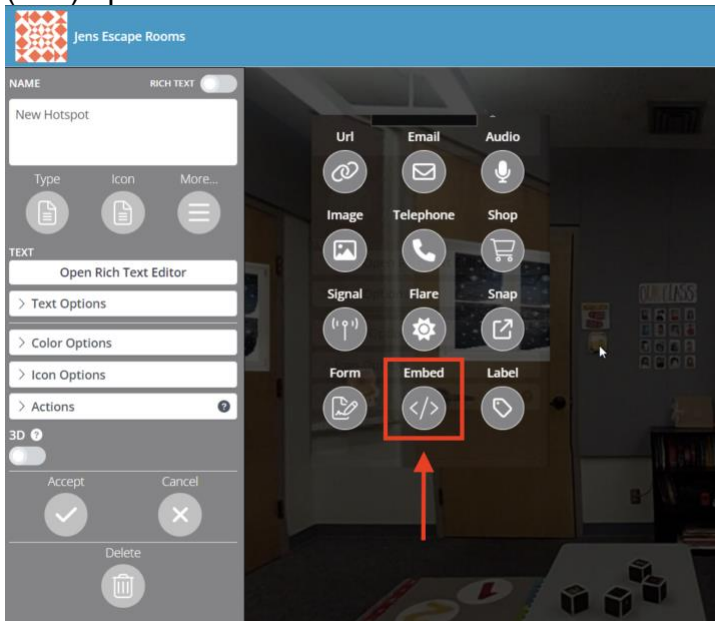 Jens Escape Rooms
NAME
RICH TEXT
New Hotspot
Type Icon More...
TEXT
Open Rich Text Editor
> Text Options
> Color Options
> Icon Options
> Actions ?
3D ?
Accept Cancel
Delete
Url Email Audio
Image Telephone Shop
Signal Flare Snap
Form Embed Label
</>
OUR CLASS